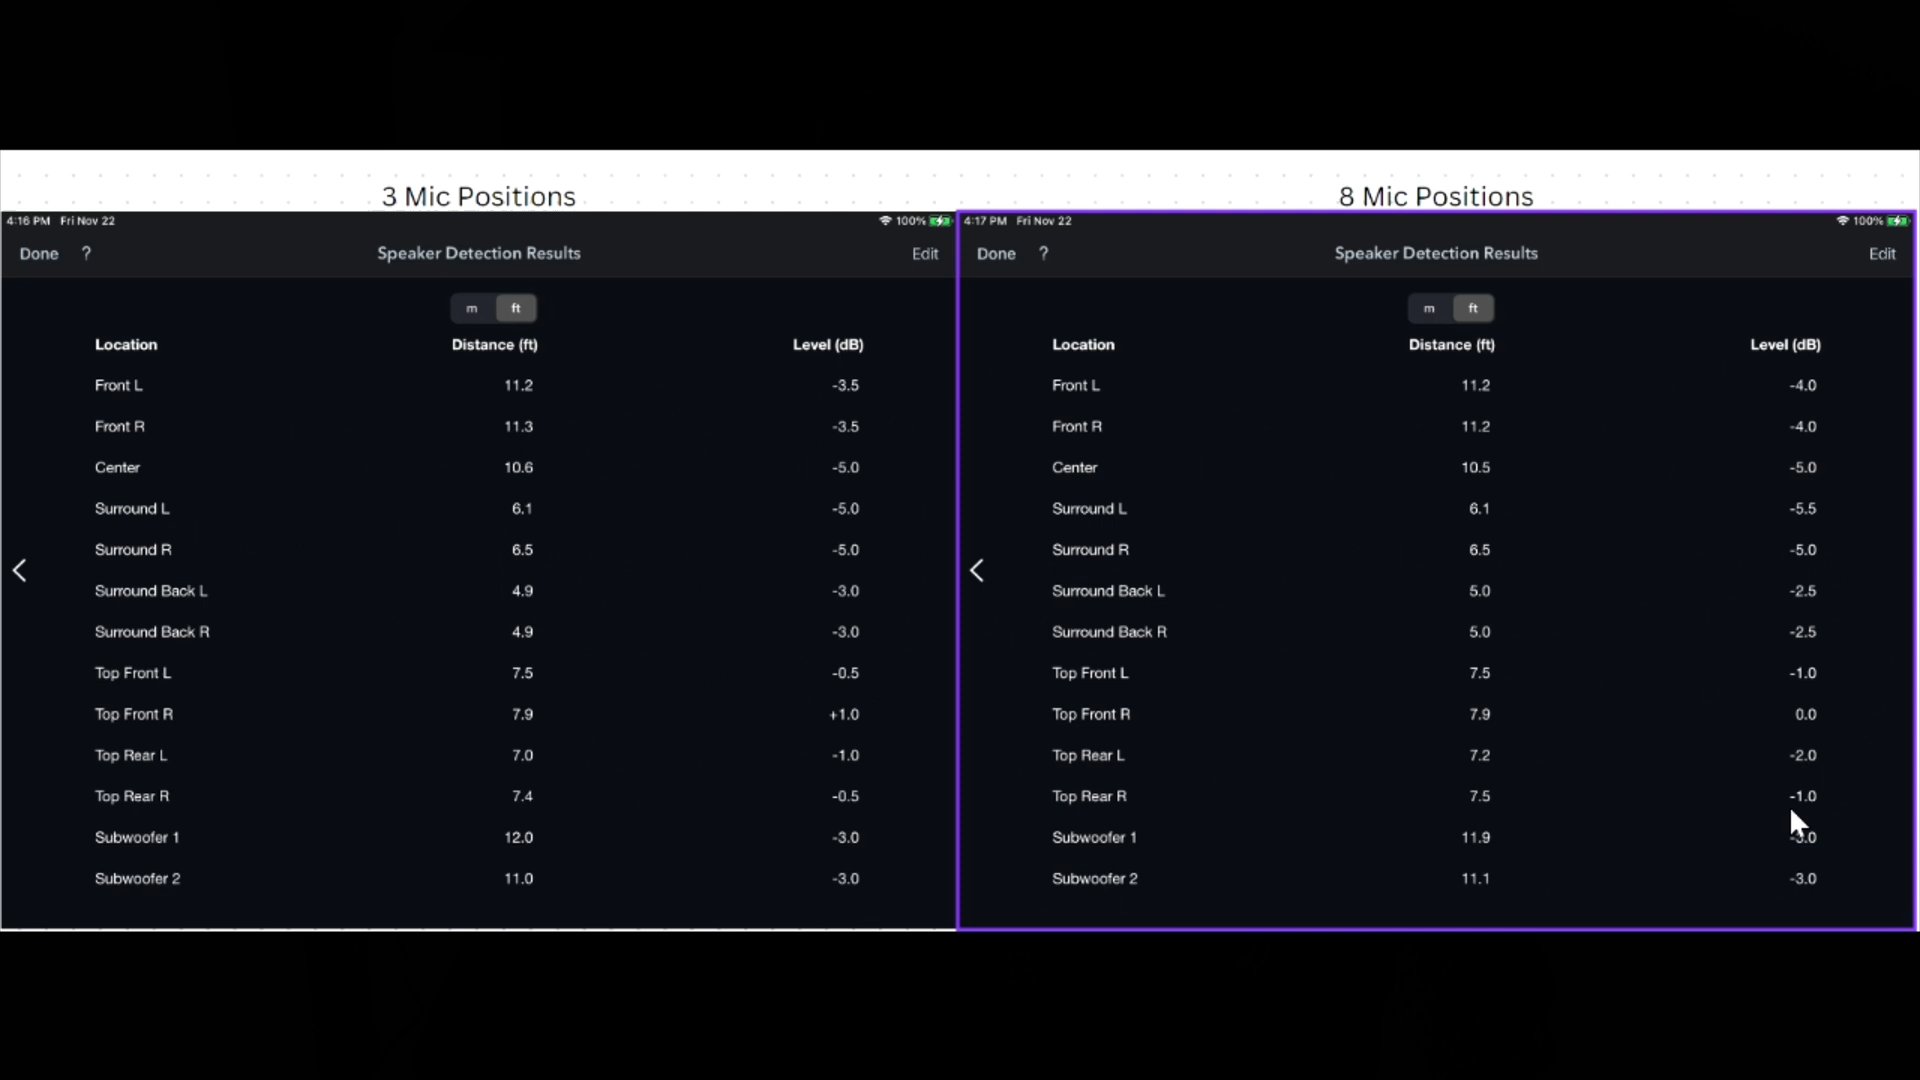 3 Mic Positions
4:16 PM Fri Nov 22 100%
Done ? Speaker Detection Results Edit
m ft
Location Distance (ft) Level (dB)
Front L 11.2 -3.5
Front R 11.3 -3.5
Center 10.6 -5.0
Surround L 6.1 -5.0
Surround R 6.5 -5.0
Surround Back L 4.9 -3.0
Surround Back R 4.9 -3.0
Top Front L 7.5 -0.5
Top Front R 7.9 +1.0
Top Rear L 7.0 -1.0
Top Rear R 7.4 -0.5
Subwoofer 1 12.0 -3.0
Subwoofer 2 11.0 -3.0
8 Mic Positions
4:17 PM Fri Nov 22 100%
Done ? Speaker Detection Results Edit
m ft
Location Distance (ft) Level (dB)
Front L 11.2 -4.0
Front R 11.2 -4.0
Center 10.5 -5.0
Surround L 6.1 -5.5
Surround R 6.5 -5.0
Surround Back L 5.0 -2.5
Surround Back R 5.0 -2.5
Top Front L 7.5 -1.0
Top Front R 7.9 0.0
Top Rear L 7.2 -2.0
Top Rear R 7.5 -1.0
Subwoofer 1 11.9 -3.0
Subwoofer 2 11.1 -3.0